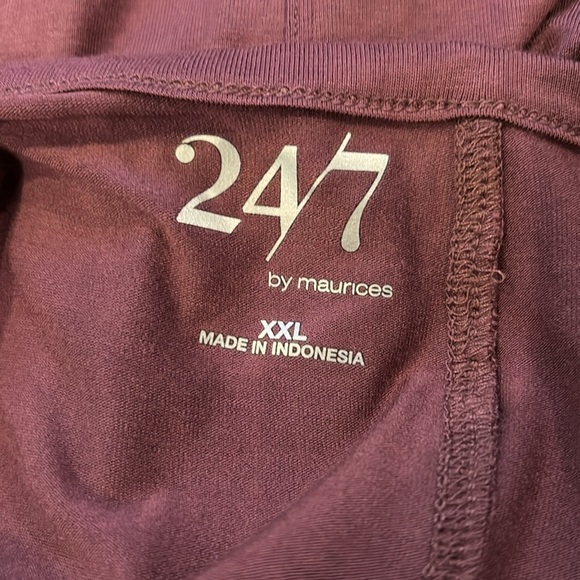 24/7
by maurices
XXL
MADE IN INDONESIA